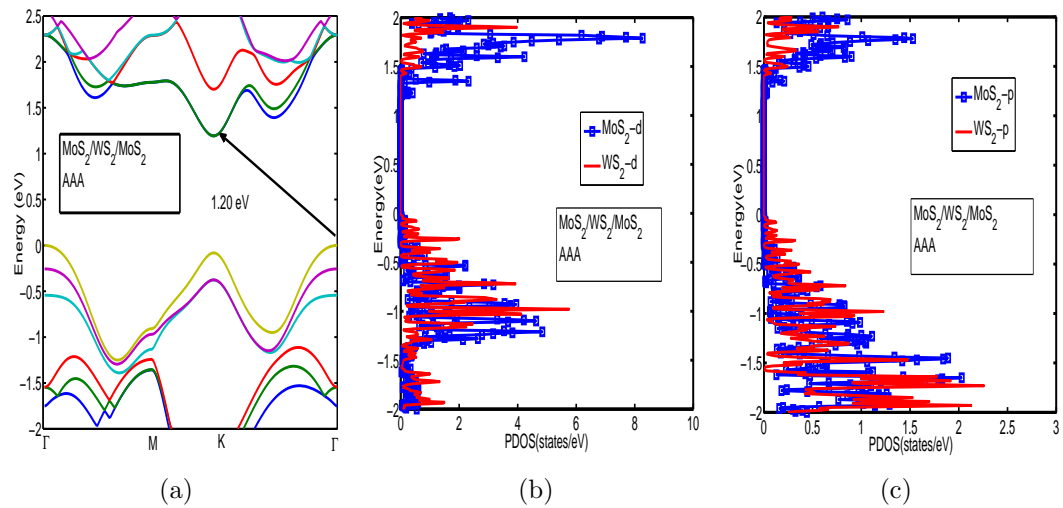 2.5
2
1.5
1
0.5
0
−0.5
−1
−1.5
−2
Energy (eV)
Γ
M
K
Γ
MoS2/WS2/MoS2
AAA
1.20 eV
(a)
2
1.5
1
0.5
0
−0.5
−1
−1.5
−2
Energy(eV)
0
2
4
6
8
10
PDOS(states/eV)
MoS2−d
WS2−d
MoS2/WS2/MoS2
AAA
(b)
2
1.5
1
0.5
0
−0.5
−1
−1.5
−2
Energy(eV)
0
0.5
1
1.5
2
2.5
3
PDOS(states/eV)
MoS2−p
WS2−p
MoS2/WS2/MoS2
AAA
(c)